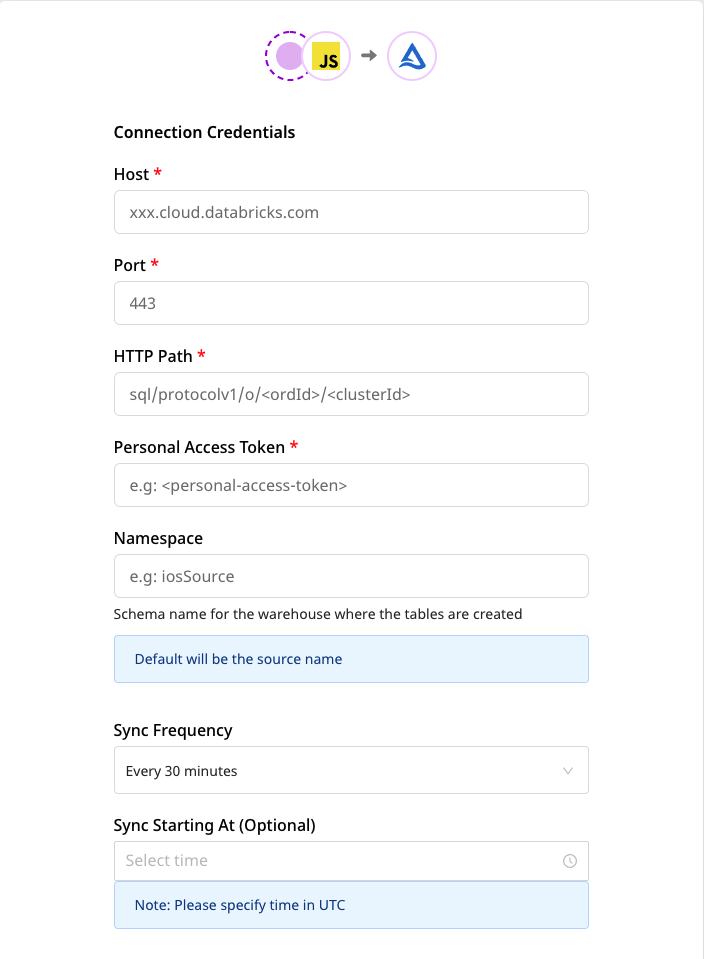 JS
Connection Credentials
Host *
xxx.cloud.databricks.com
Port *
443
HTTP Path *
sql/protocolv1/o/<ordId>/<clusterId>
Personal Access Token *
e.g: <personal-access-token>
Namespace
e.g: iosSource
Schema name for the warehouse where the tables are created
Default will be the source name
Sync Frequency
Every 30 minutes
Sync Starting At (Optional)
Select time
Note: Please specify time in UTC